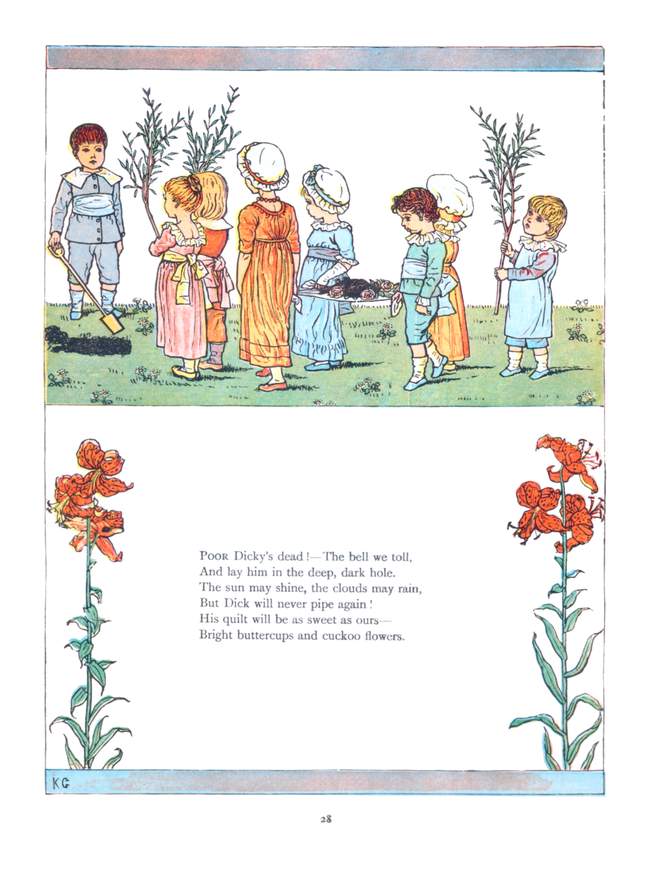 POOR Dicky's dead!—The bell we toll,
And lay him in the deep, dark hole.
The sun may shine, the clouds may rain,
But Dick will never pipe again!
His quilt will be as sweet as ours—
Bright buttercups and cuckoo flowers.
KG
28